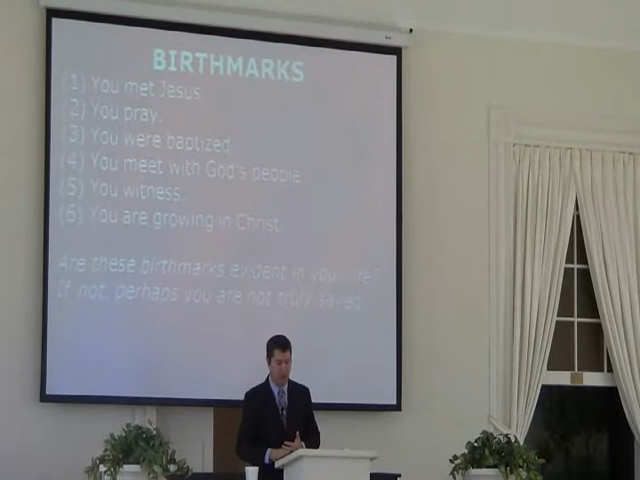 BIRTHMARKS
(1) You met Jesus.
(2) You pray.
(3) You were baptized.
(4) You meet with God's people.
(5) You witness.
(6) You are growing in Christ.
Are these birthmarks evident in your life?
If not, perhaps you are not truly saved.